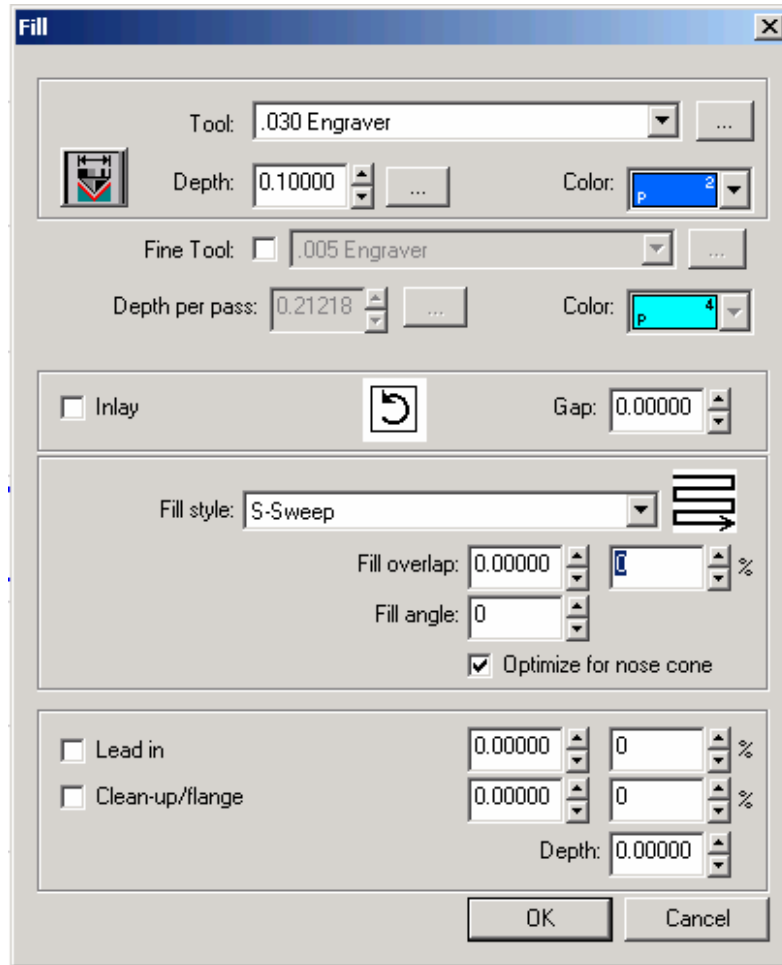 Fill
Tool: .030 Engraver ...
Depth: 0.10000 ... Color: P 2
Fine Tool: .005 Engraver ...
Depth per pass: 0.21218 ... Color: P 4
Inlay Gap: 0.00000
Fill style: S-Sweep
Fill overlap: 0.00000 0 %
Fill angle: 0
Optimize for nose cone
Lead in 0.00000 0 %
Clean-up/flange 0.00000 0 %
Depth: 0.00000
OK Cancel